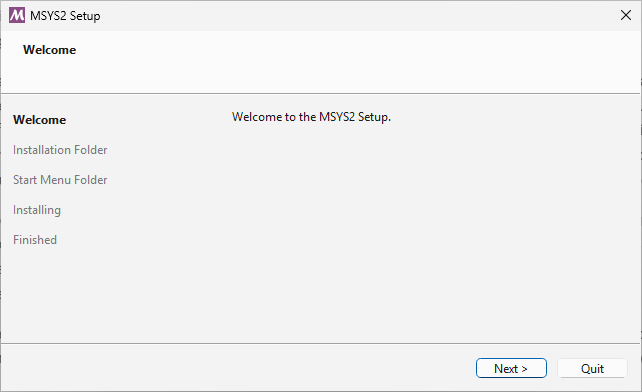 MSYS2 Setup
Welcome
Welcome
Installation Folder
Start Menu Folder
Installing
Finished
Welcome to the MSYS2 Setup.
Next >
Quit